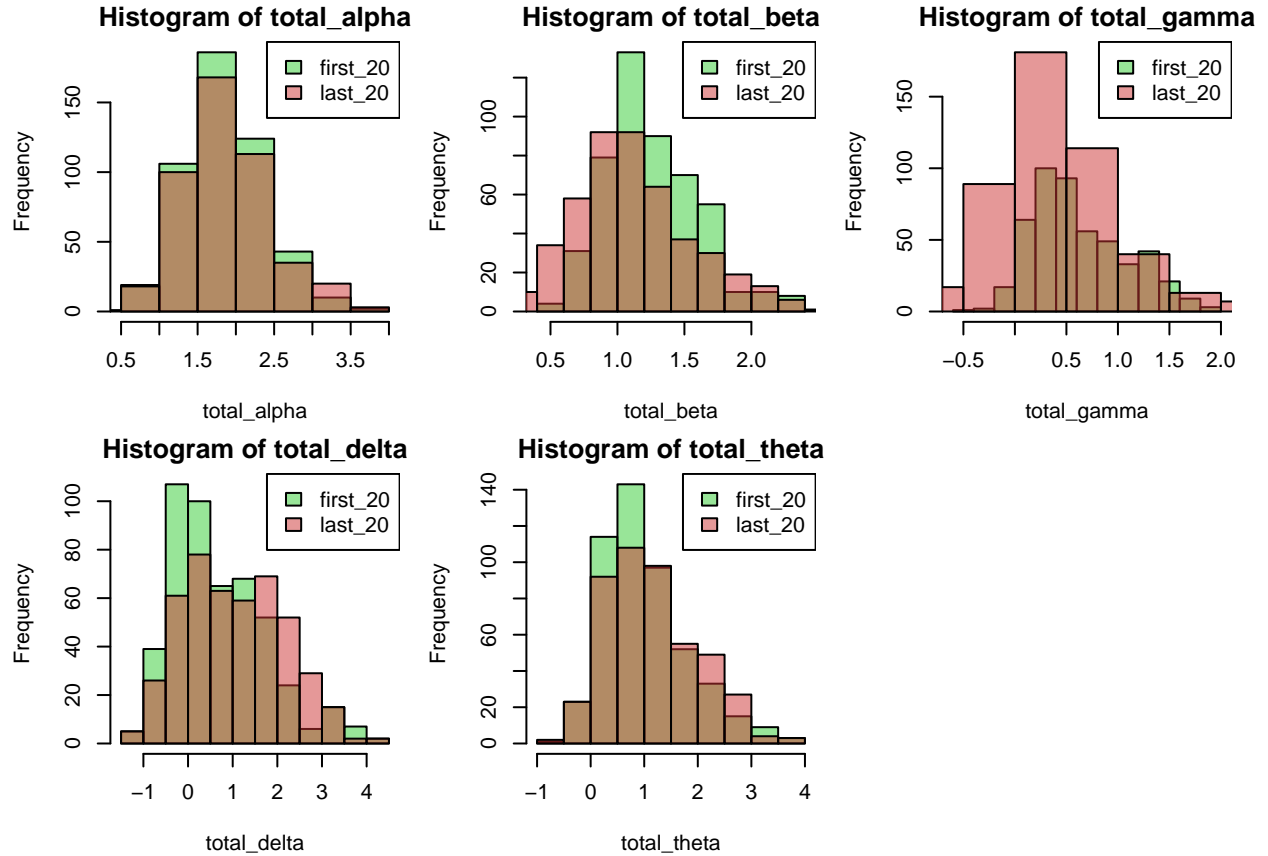 Histogram of total_alpha
first_20
last_20
Frequency
0 50 100 150
0.5 1.5 2.5 3.5
total_alpha
Histogram of total_beta
first_20
last_20
Frequency
0 20 60 100
0.5 1.0 1.5 2.0
total_beta
Histogram of total_gamma
first_20
last_20
Frequency
0 50 100 150
−0.5 0.5 1.0 1.5 2.0
total_gamma
Histogram of total_delta
first_20
last_20
Frequency
0 20 40 60 80 100
−1 0 1 2 3 4
total_delta
Histogram of total_theta
first_20
last_20
Frequency
0 20 60 100 140
−1 0 1 2 3 4
total_theta